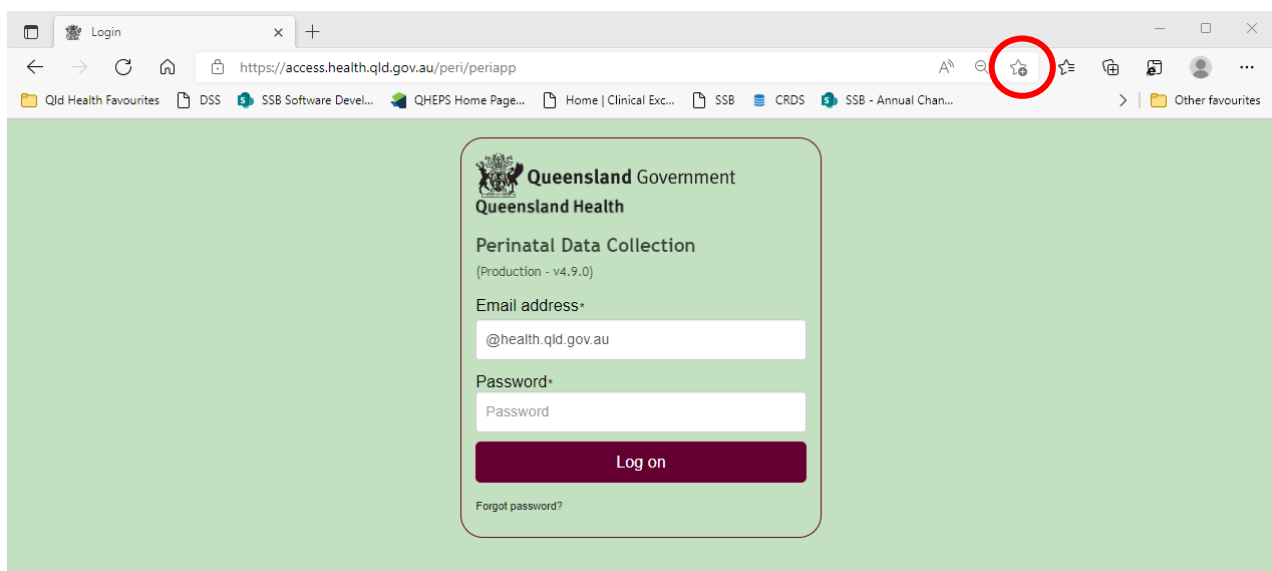 Login
https://access.health.qld.gov.au/peri/periapp
Qld Health Favourites DSS SSB Software Devel... QHEPS Home Page... Home | Clinical Exc... SSB CRDS SSB - Annual Chan... Other favourites
Queensland Government
Queensland Health
Perinatal Data Collection
(Production - v4.9.0)
Email address*
@health.qld.gov.au
Password*
Password
Log on
Forgot password?